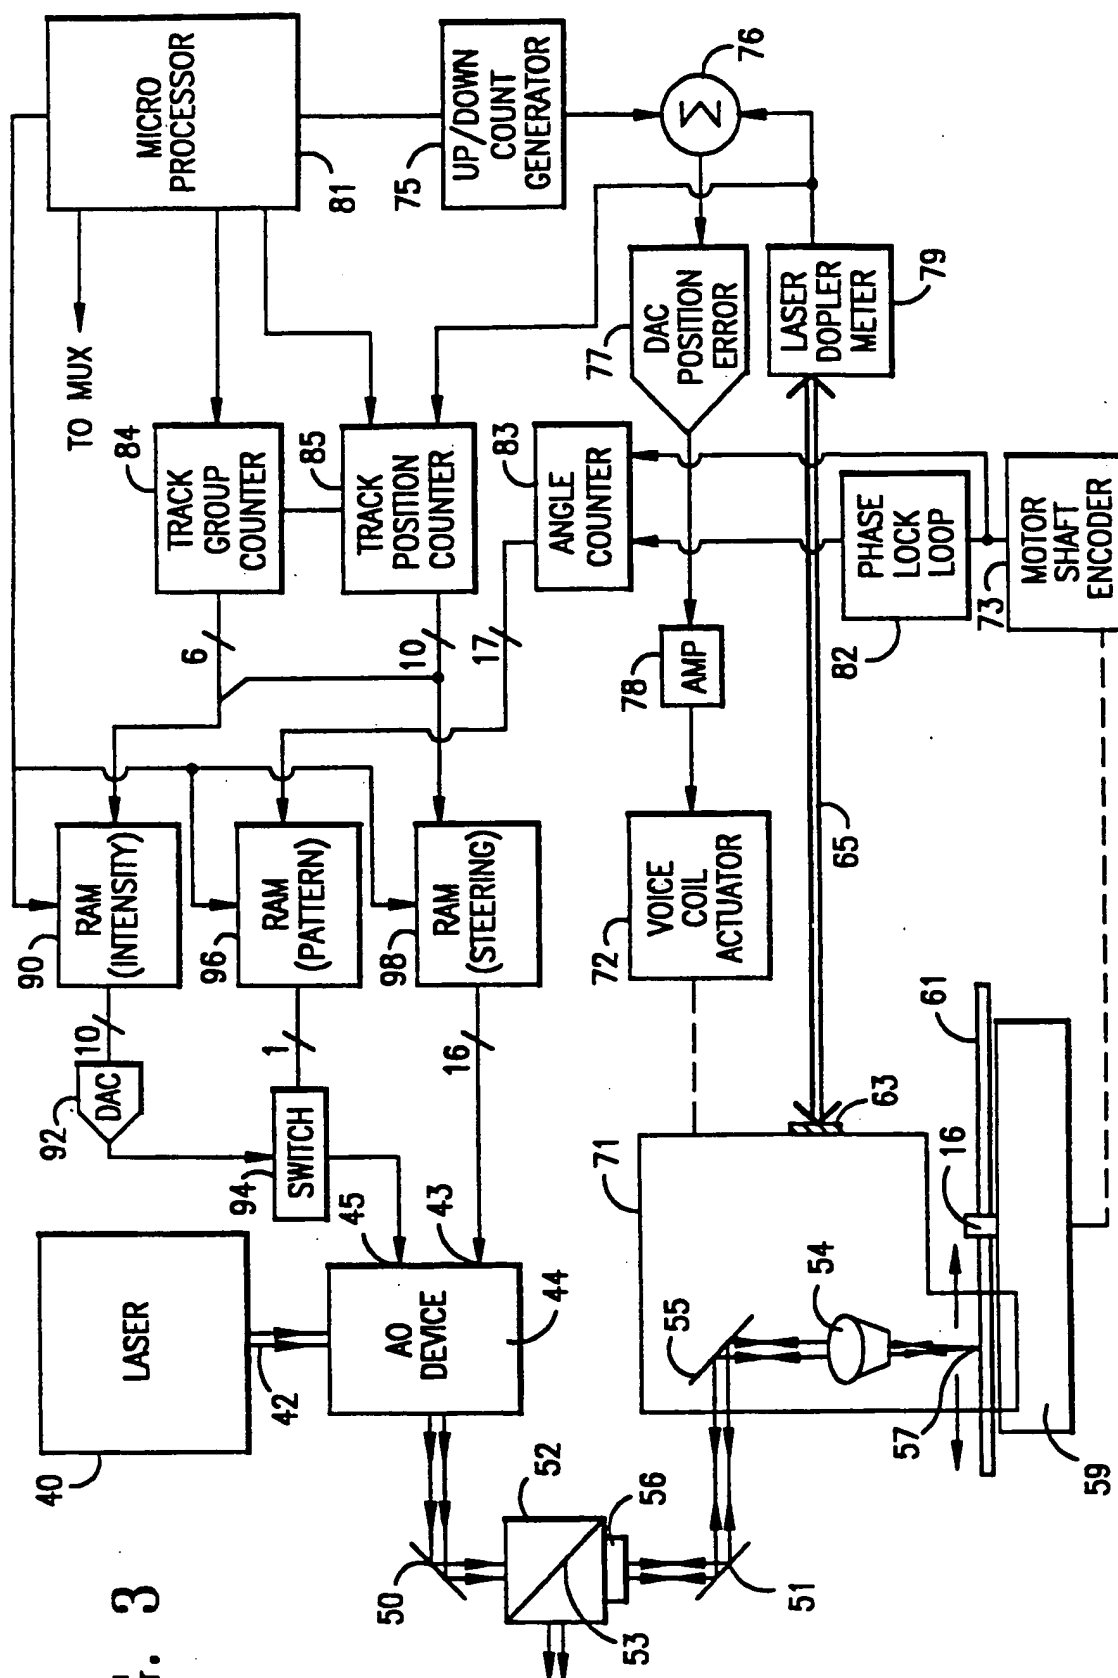 3
40
LASER
42
92
DAC
10
90
RAM
(INTENSITY)
6
84
TRACK
GROUP
COUNTER
TO MUX
MICRO
PROCESSOR
81
94
SWITCH
1
96
RAM
(PATTERN)
10
85
TRACK
POSITION
COUNTER
45
43
AO
DEVICE
44
16
98
RAM
(STEERING)
17
83
ANGLE
COUNTER
75
UP/DOWN
COUNT
GENERATOR
50
52
53
56
51
71
55
54
57
72
VOICE
COIL
ACTUATOR
78
AMP
77
DAC
POSITION
ERROR
76
Σ
63
65
79
LASER
DOPLER
METER
82
PHASE
LOCK
LOOP
16
61
59
73
MOTOR
SHAFT
ENCODER